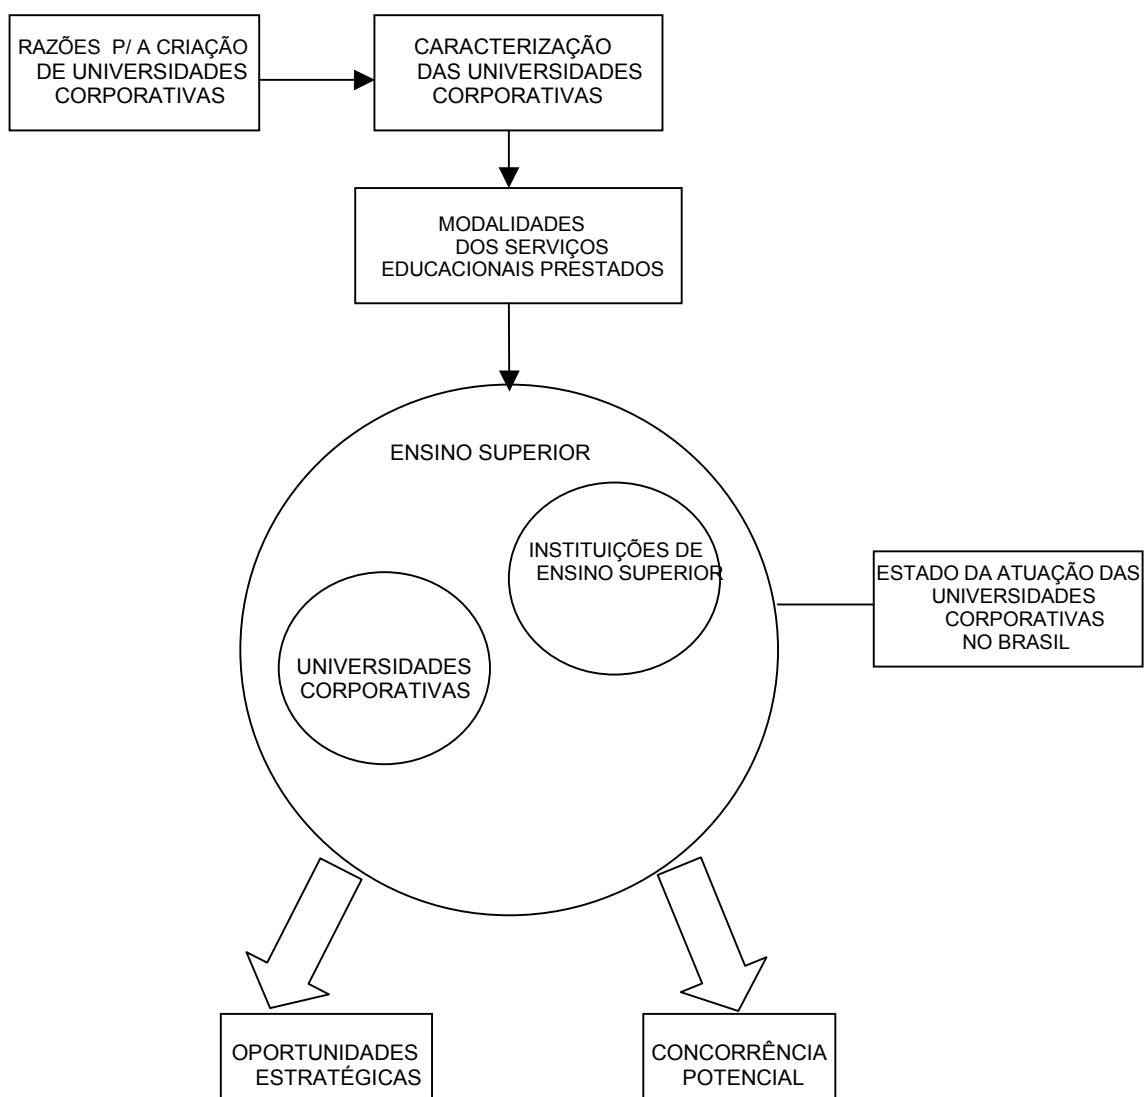 RAZÕES P/ A CRIAÇÃO
DE UNIVERSIDADES
CORPORATIVAS
CARACTERIZAÇÃO
DAS UNIVERSIDADES
CORPORATIVAS
MODALIDADES
DOS SERVIÇOS
EDUCACIONAIS PRESTADOS
ENSINO SUPERIOR
INSTITUIÇÕES DE
ENSINO SUPERIOR
UNIVERSIDADES
CORPORATIVAS
ESTADO DA ATUAÇÃO DAS
UNIVERSIDADES
CORPORATIVAS
NO BRASIL
OPORTUNIDADES
ESTRATÉGICAS
CONCORRÊNCIA
POTENCIAL